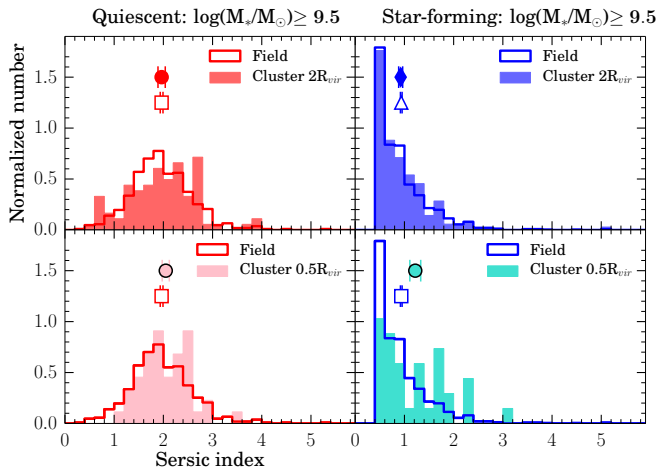 Quiescent: log(M*/M⊙)≥ 9.5
Star-forming: log(M*/M⊙)≥ 9.5
Normalized number
1.5
1.0
0.5
0.0
Field
Cluster 2Rvir
Field
Cluster 2Rvir
1.5
1.0
0.5
0.0
Field
Cluster 0.5Rvir
Field
Cluster 0.5Rvir
0 1 2 3 4 5
1 2 3 4 5
Sersic index